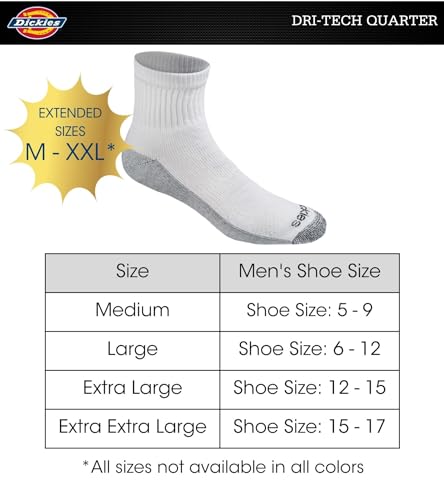 Dickies
DRI-TECH QUARTER
EXTENDED
SIZES
M - XXL*
Dickies
Size Men's Shoe Size
Medium Shoe Size: 5 - 9
Large Shoe Size: 6 - 12
Extra Large Shoe Size: 12 - 15
Extra Extra Large Shoe Size: 15 - 17
*All sizes not available in all colors